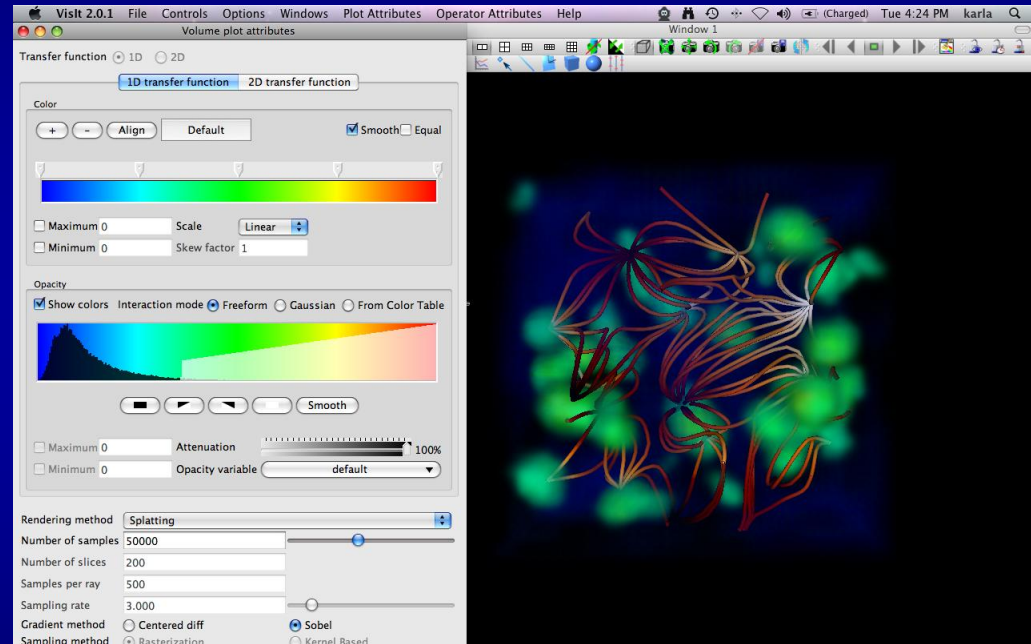 VisIt 2.0.1 File Controls Options Windows Plot Attributes Operator Attributes Help (Charged) Tue 4:24 PM karla
Volume plot attributes
Window 1
Transfer function 1D 2D
1D transfer function 2D transfer function
Color
+ - Align Default Smooth Equal
Maximum 0 Scale Linear
Minimum 0 Skew factor 1
Opacity
Show colors Interaction mode Freeform Gaussian From Color Table
Smooth
Maximum 0 Attenuation 100%
Minimum 0 Opacity variable default
Rendering method Splatting
Number of samples 50000
Number of slices 200
Samples per ray 500
Sampling rate 3.000
Gradient method Centered diff Sobel
Sampling method Rasterization Kernel Based